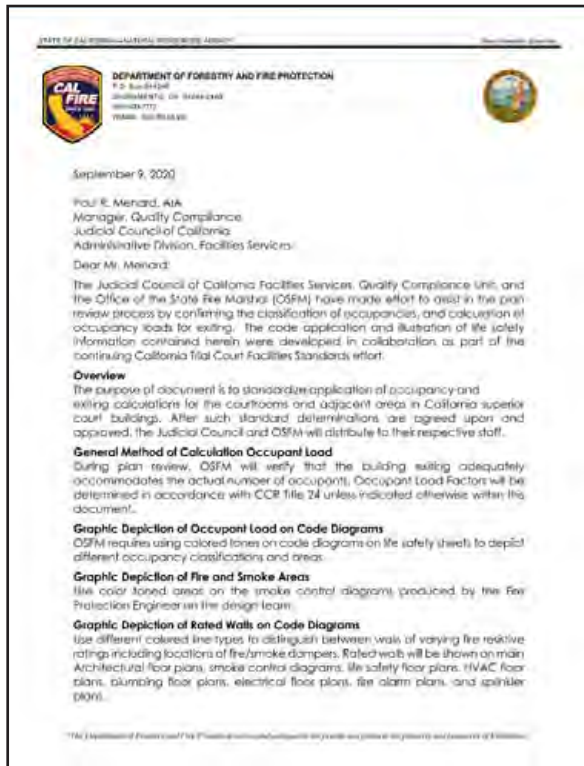 STATE OF CALIFORNIA—NATURAL RESOURCES AGENCY
CAL
FIRE
DEPARTMENT OF FORESTRY AND FIRE PROTECTION
September 9, 2020
Paul R. Menard, AIA
Manager, Quality Compliance
Judicial Council of California
Administrative Division, Facilities Services
Dear Mr. Menard:
The Judicial Council of California Facilities Services, Quality Compliance Unit, and
the Office of the State Fire Marshal (OSFM) have made effort to assist in the plan
review process by confirming the classification of occupancies, and calculation of
occupancy loads for exiting. The code application and illustration of life safety
information contained herein were developed in collaboration as part of the
continuing California Trial Court Facilities Standards effort.
Overview
The purpose of document is to standardize application of occupancy and
exiting calculations for the courtrooms and adjacent areas in California superior
court buildings. After such standard determinations are agreed upon and
approved, the Judicial Council and OSFM will distribute to their respective staff.
General Method of Calculation Occupant Load
During plan review, OSFM will verify that the building exiting adequately
accommodates the actual number of occupants. Occupant Load Factors will be
determined in accordance with CCR Title 24 unless indicated otherwise within this
document.
Graphic Depiction of Occupant Load on Code Diagrams
OSFM requires using colored tones on code diagrams on life safety sheets to depict
different occupancy classifications and areas.
Graphic Depiction of Fire and Smoke Areas
Use color toned areas on the smoke control diagrams produced by the Fire
Protection Engineer on the design team.
Graphic Depiction of Rated Walls on Code Diagrams
Use different colored line types to distinguish between walls of varying fire resistive
ratings including locations of fire/smoke dampers. Rated walls will be shown on main
Architectural floor plans, smoke control diagrams, life safety floor plans, HVAC floor
plans, plumbing floor plans, electrical floor plans, fire alarm plans, and sprinkler
plans.